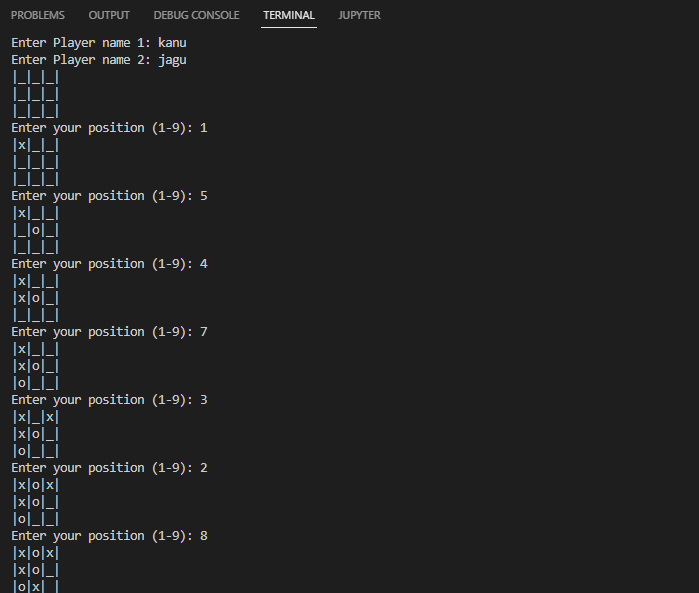 PROBLEMS OUTPUT DEBUG CONSOLE TERMINAL JUPYTER
Enter Player name 1: kanu
Enter Player name 2: jagu
|_|_|_|
|_|_|_|
|_|_|_|
Enter your position (1-9): 1
|x|_|_|
|_|_|_|
|_|_|_|
Enter your position (1-9): 5
|x|_|_|
|_|o|_|
|_|_|_|
Enter your position (1-9): 4
|x|_|_|
|x|o|_|
|_|_|_|
Enter your position (1-9): 7
|x|_|_|
|x|o|_|
|o|_|_|
Enter your position (1-9): 3
|x|_|x|
|x|o|_|
|o|_|_|
Enter your position (1-9): 2
|x|o|x|
|x|o|_|
|o|_|_|
Enter your position (1-9): 8
|x|o|x|
|x|o|_|
|o|x|_|